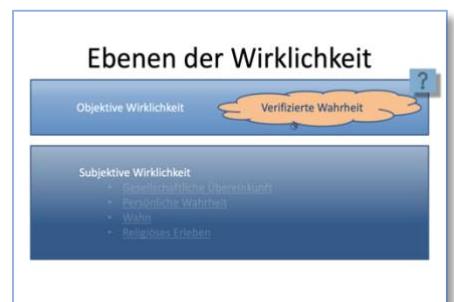 Ebenen der Wirklichkeit
?
Objektive Wirklichkeit Verifizierte Wahrheit
Subjektive Wirklichkeit
• Gesellschaftliche Übereinkunft
• Persönliche Wahrheit
• Wahn
• Religiöses Erleben